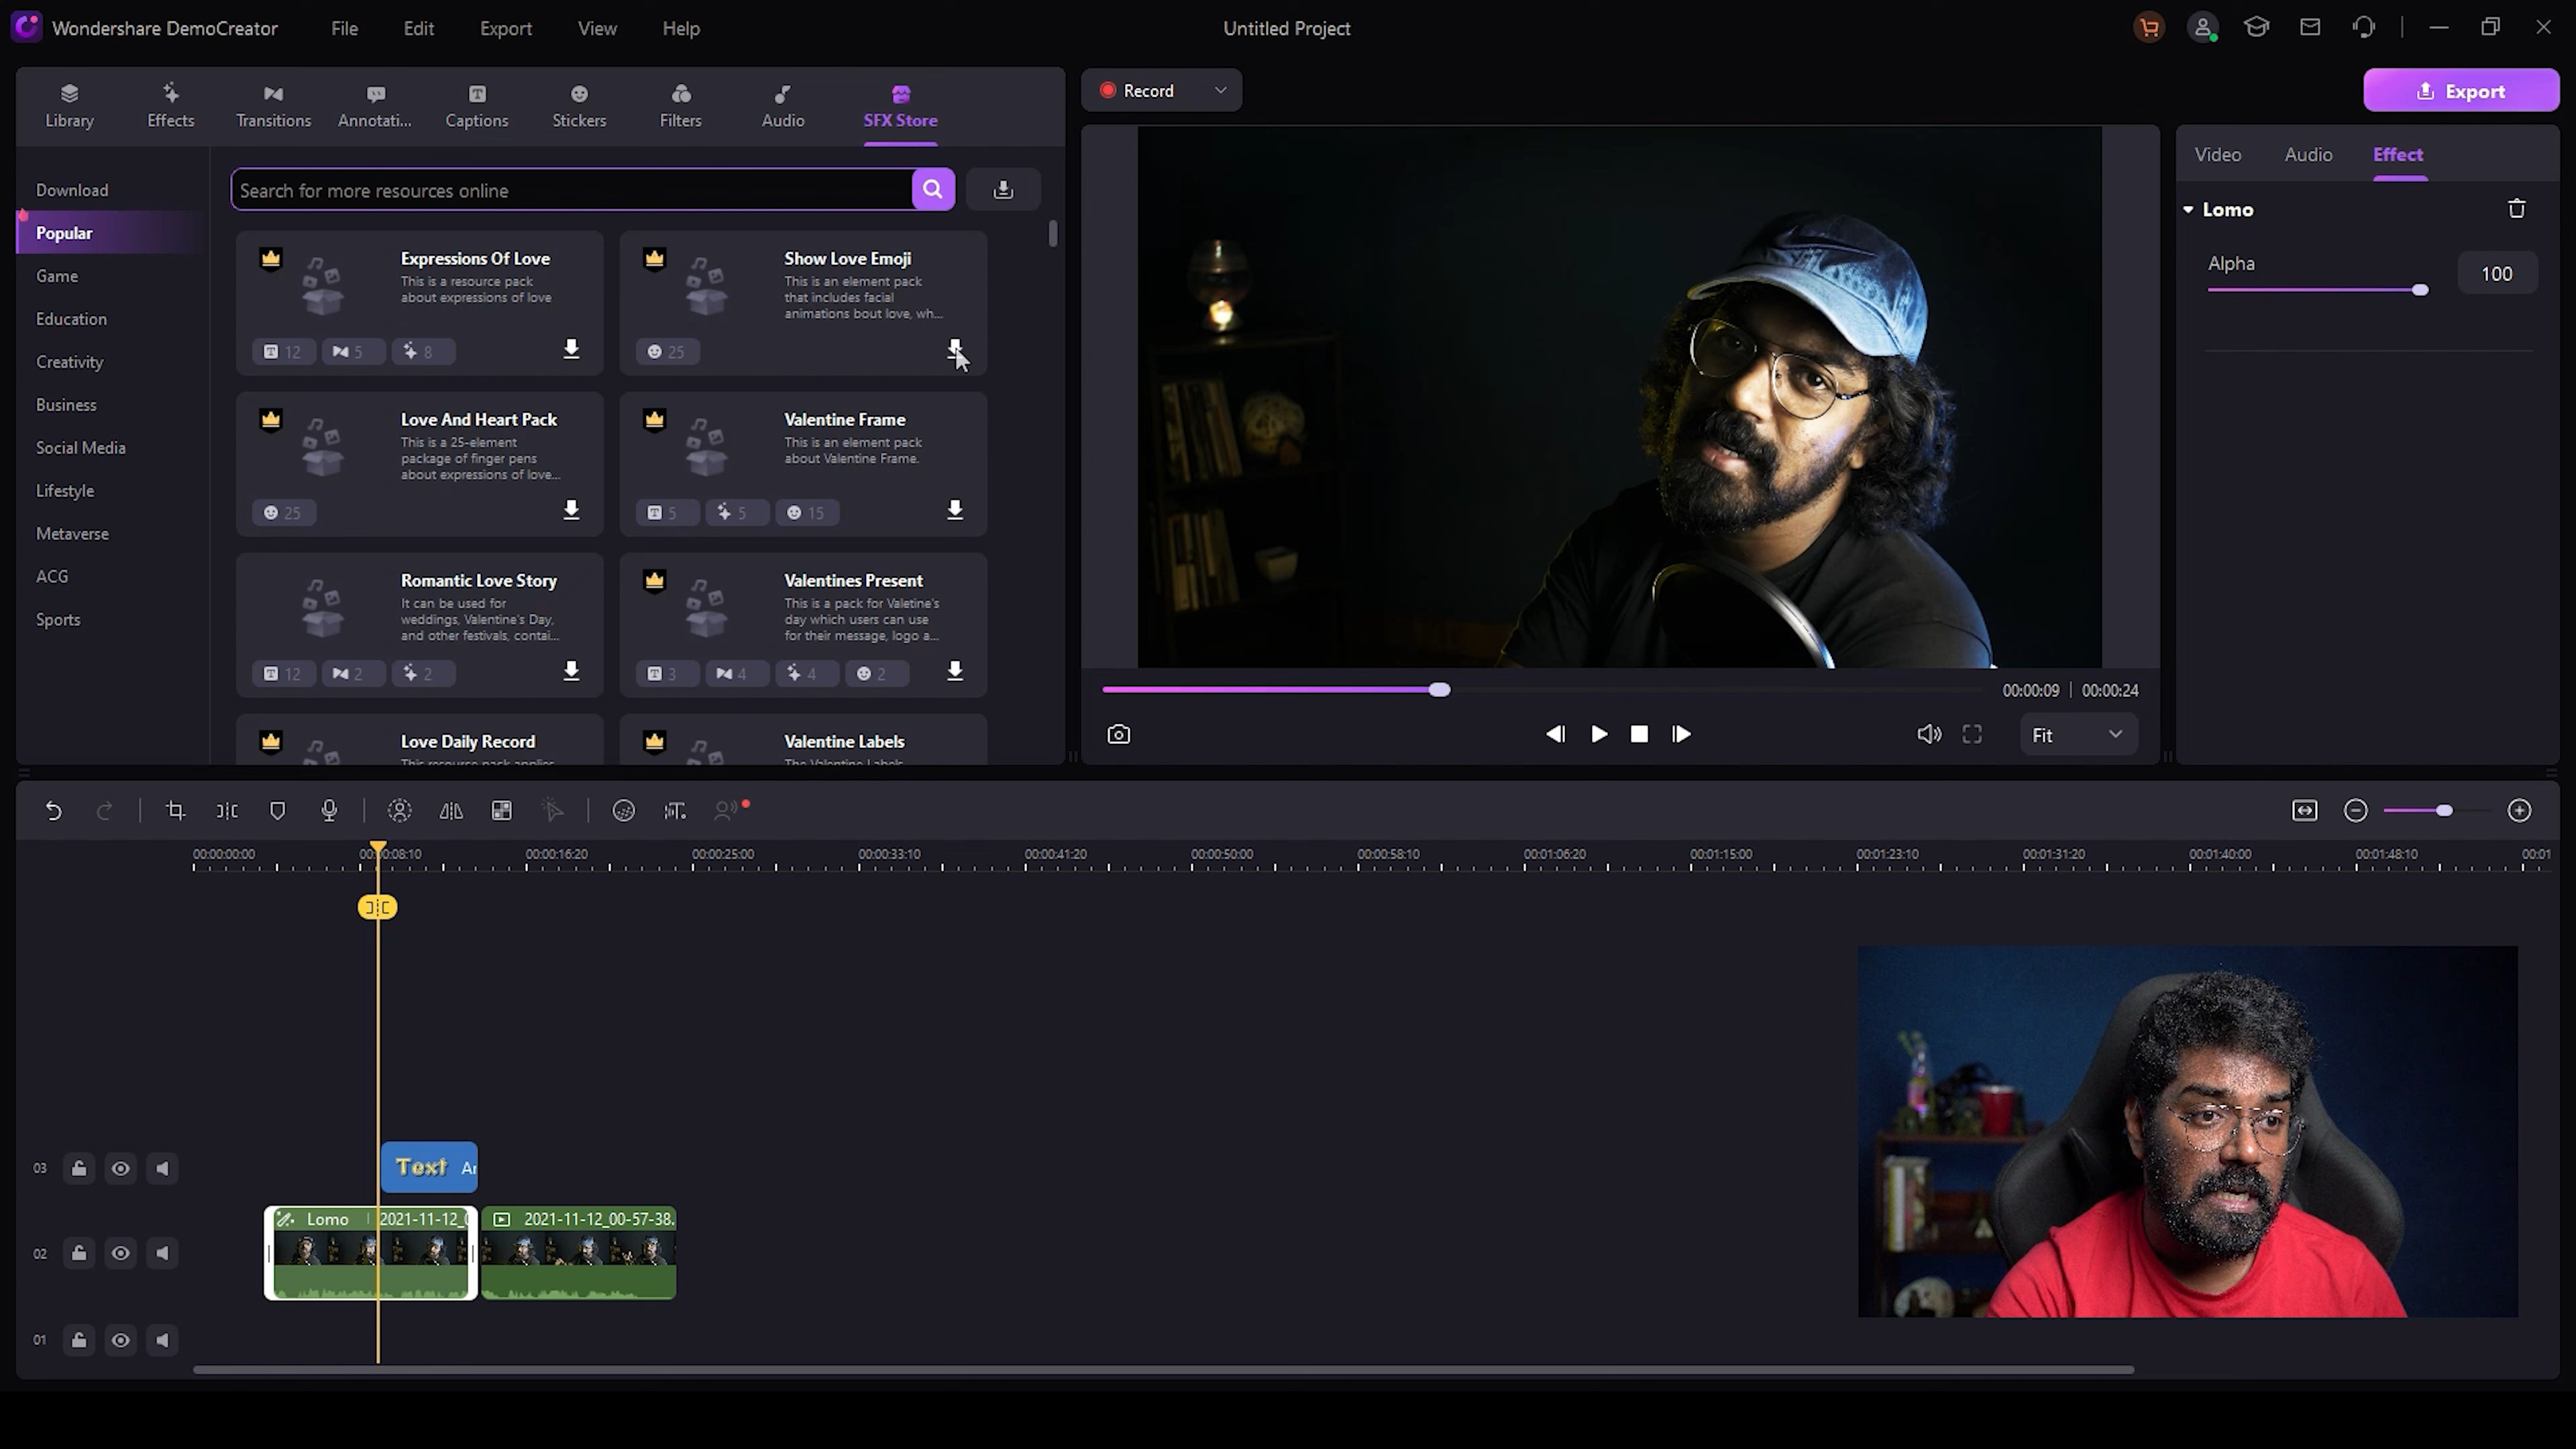 Wondershare DemoCreator File Edit Export View Help Untitled Project
Record
Export
Library Effects Transitions Annotati... Captions Stickers Filters Audio SFX Store
Video Audio Effect
Download
Popular
Game
Education
Creativity
Business
Social Media
Lifestyle
Metaverse
ACG
Sports
Search for more resources online
Expressions Of Love
This is a resource pack
about expressions of love
12 5 8
Show Love Emoji
This is an element pack
that includes facial
animations bout love, wh...
25
Love And Heart Pack
This is a 25-element
package of finger pens
about expressions of love...
25
Valentine Frame
This is an element pack
about Valentine Frame.
5 5 15
Romantic Love Story
It can be used for
weddings, Valentine's Day,
and other festivals, contai...
12 2 2
Valentines Present
This is a pack for Valetine's
day which users can use
for their message, logo a...
3 4 4 2
Love Daily Record
This resource pack applies
Valentine Labels
The Valentine Labels
Lomo
Alpha
100
00:00:09 | 00:00:24
Fit
00:00:00:00 00:00:08:10 00:00:16:20 00:00:25:00 00:00:33:10 00:00:41:20 00:00:50:00 00:00:58:10 00:01:06:20 00:01:15:00 00:01:23:10 00:01:31:20 00:01:40:00 00:01:48:10 00:01
03
Text Ar
Lomo 2021-11-12_0 2021-11-12_00-57-38.
02
01